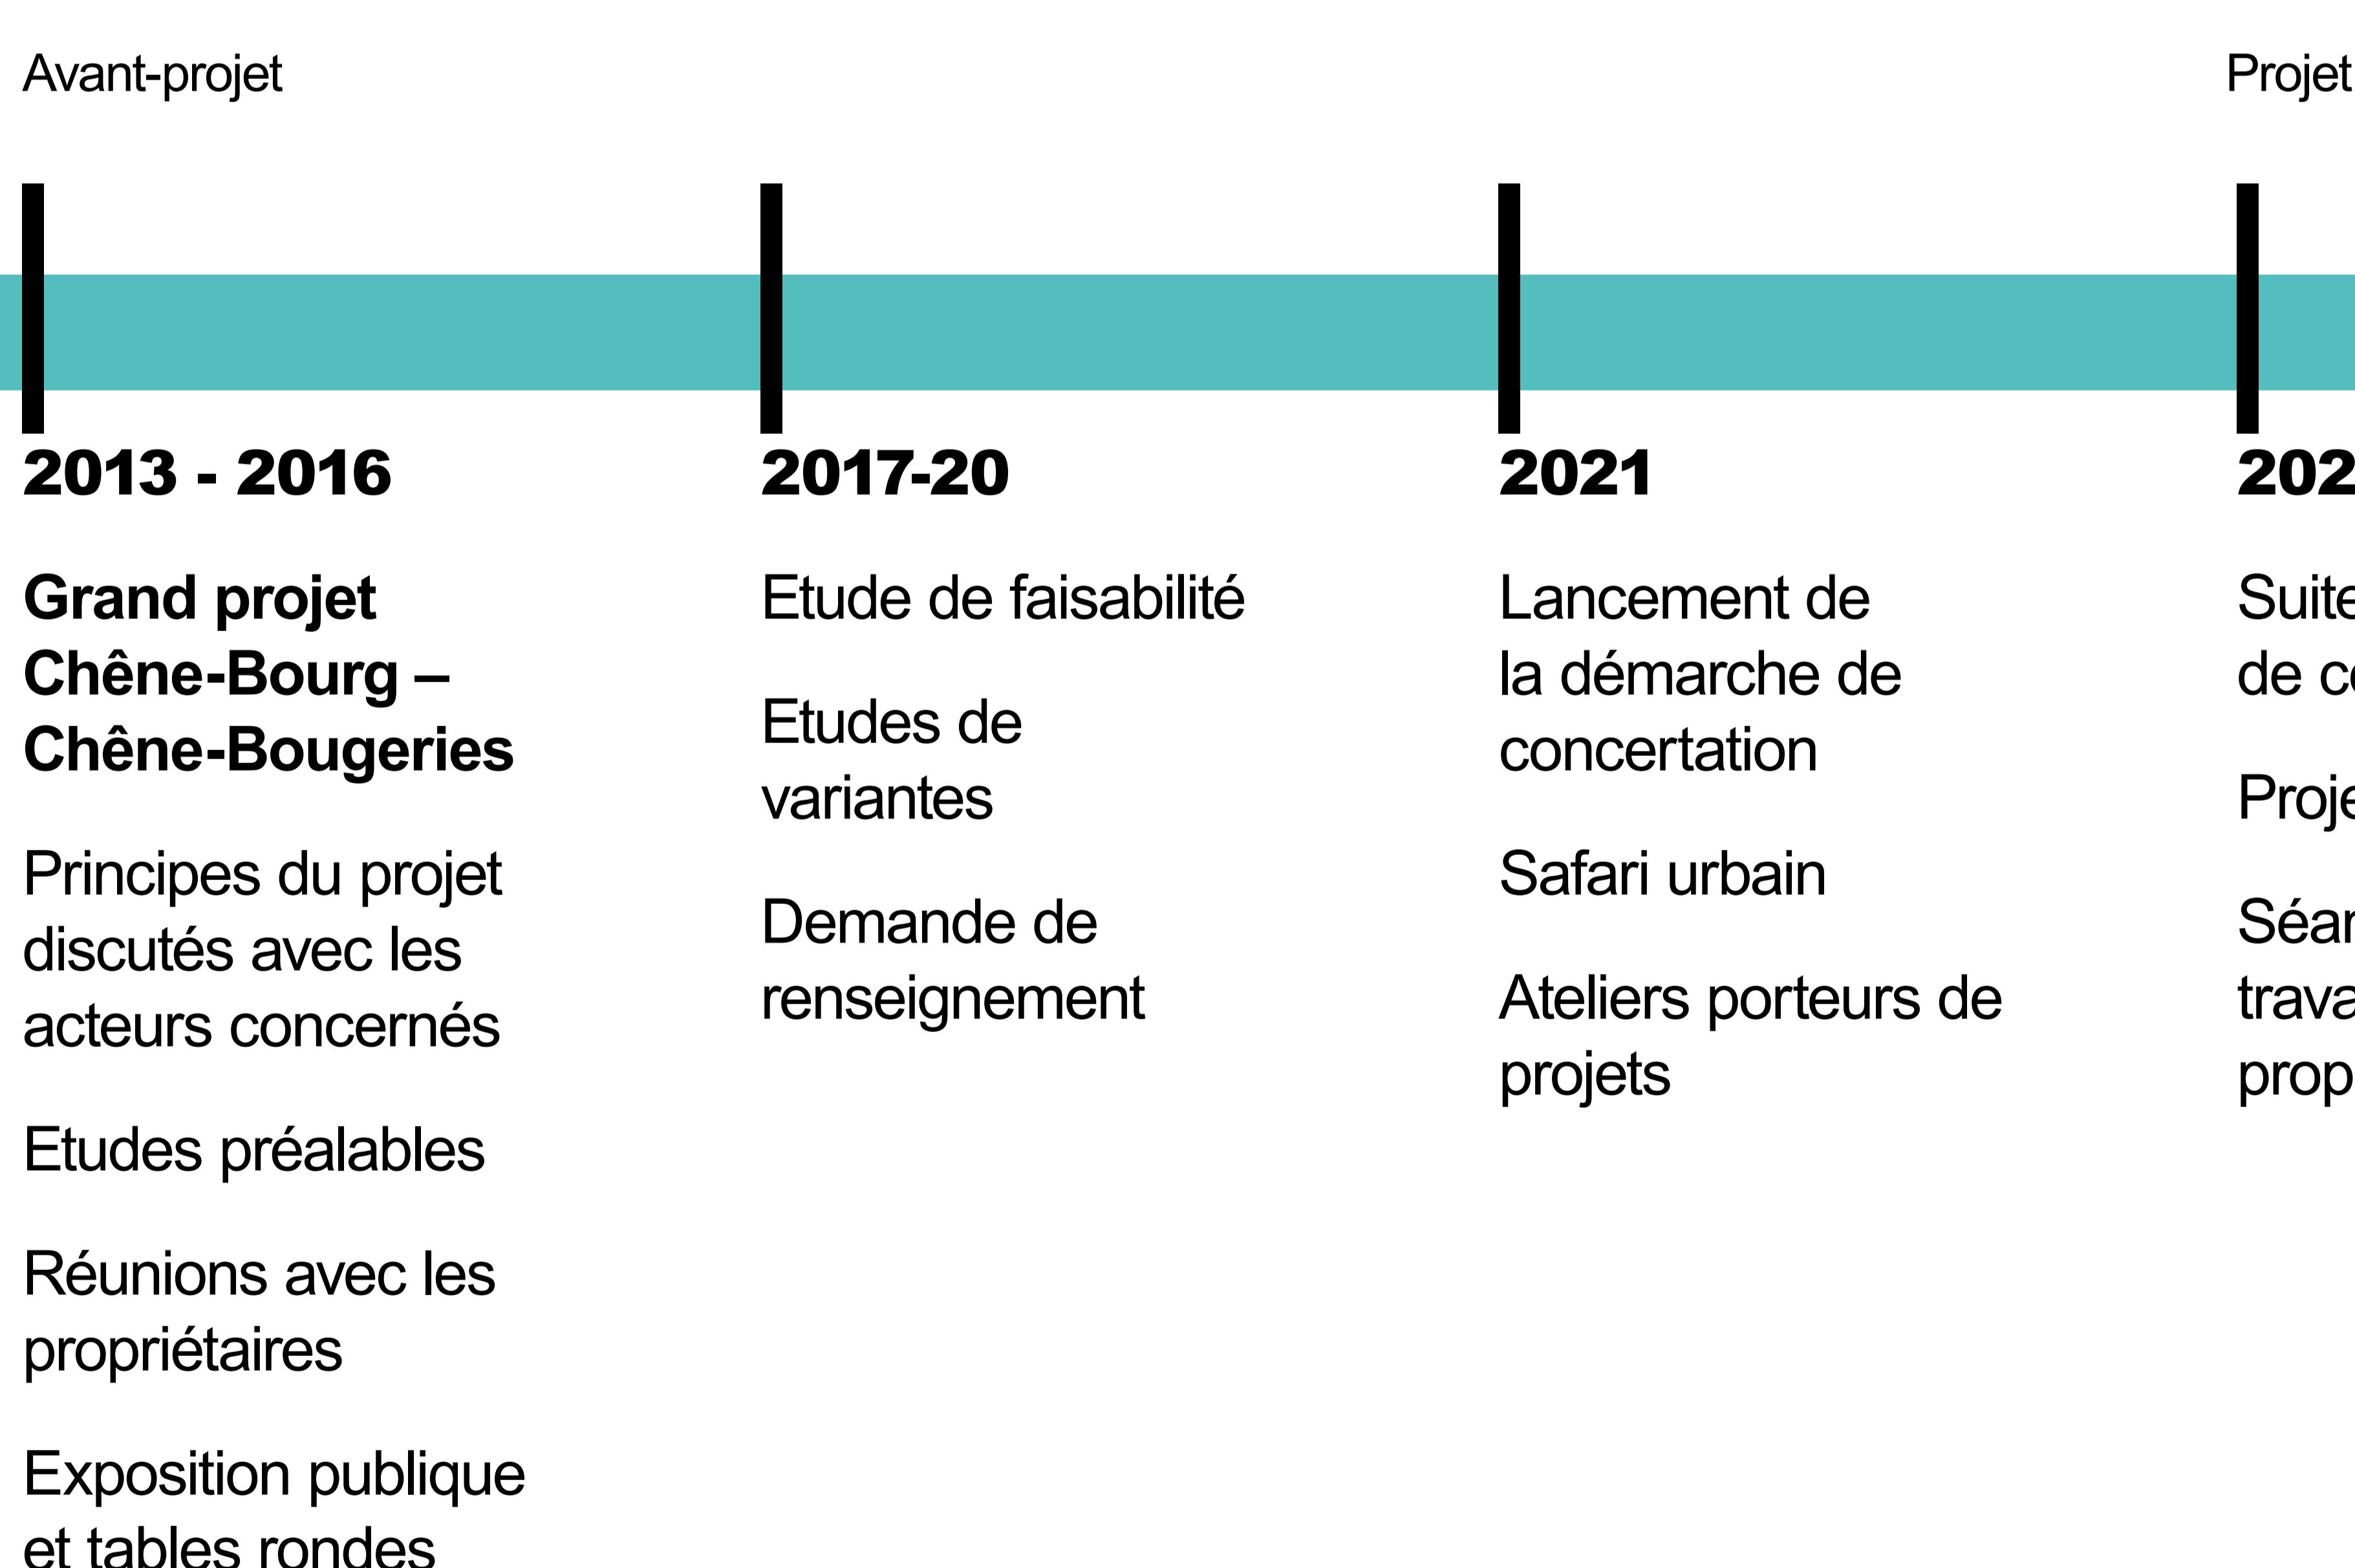 Avant-projet
Projet
2013 - 2016
Grand projet
Chêne-Bourg –
Chêne-Bougeries
Principes du projet
discutés avec les
acteurs concernés
Etudes préalables
Réunions avec les
propriétaires
Exposition publique
et tables rondes
2017-20
Etude de faisabilité
Etudes de
variantes
Demande de
renseignement
2021
Lancement de
la démarche de
concertation
Safari urbain
Ateliers porteurs de
projets
de